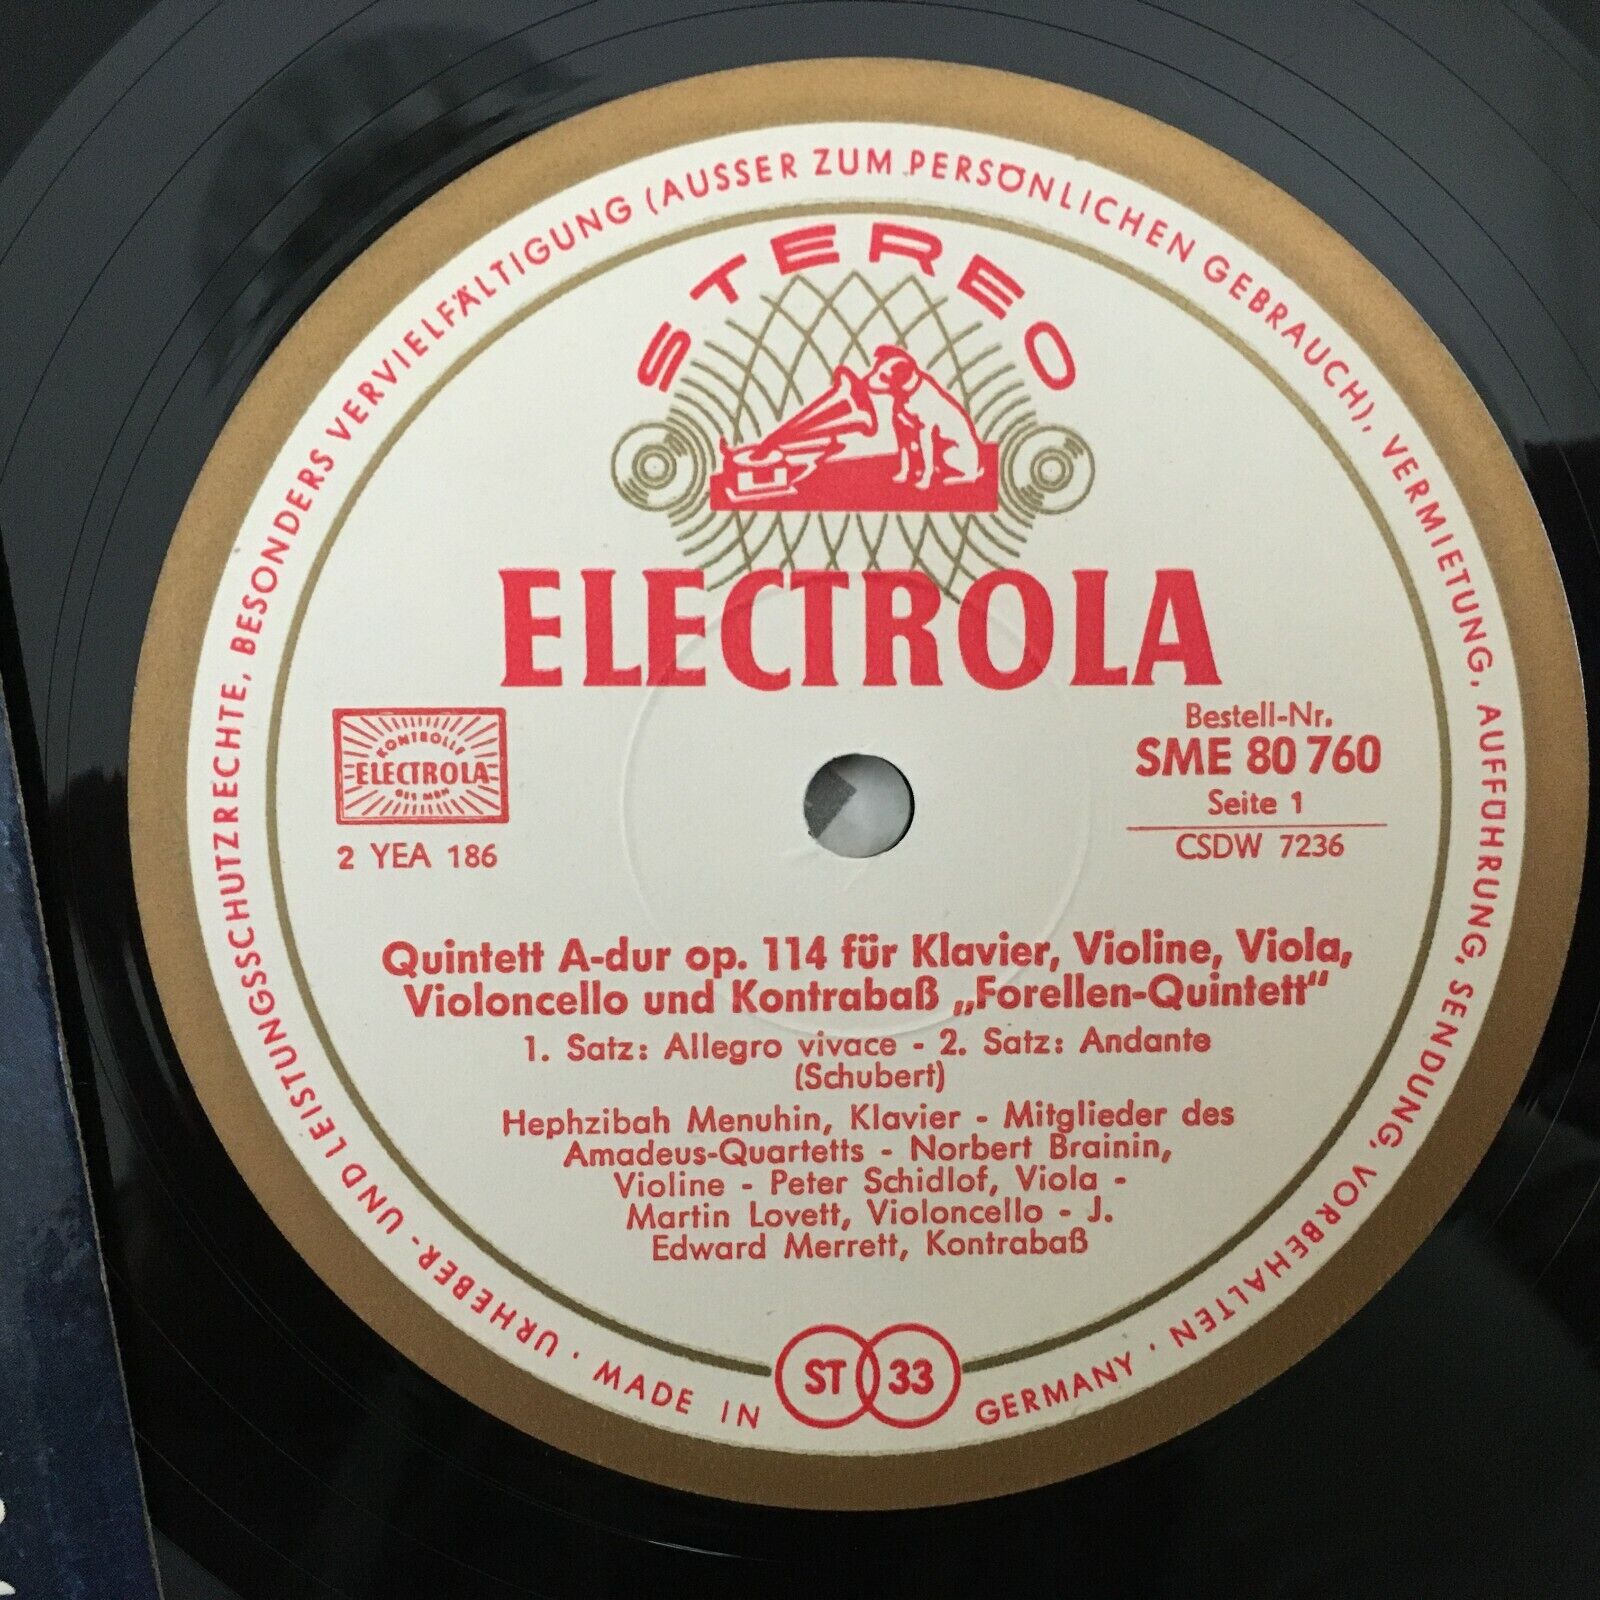 STEREO
ELECTROLA
KONTROLLE
ELECTROLA
GES MBH
2 YEA 186
Bestell-Nr.
SME 80 760
Seite 1
CSDW 7236
Quintett A-dur op. 114 für Klavier, Violine, Viola,
Violoncello und Kontrabaß „Forellen-Quintett"
1. Satz: Allegro vivace - 2. Satz: Andante
(Schubert)
Hephzibah Menuhin, Klavier - Mitglieder des
Amadeus-Quartetts - Norbert Brainin,
Violine - Peter Schidlof, Viola -
Martin Lovett, Violoncello - J.
Edward Merrett, Kontrabaß
ST 33
URHEBER- UND LEISTUNGSSCHUTZRECHTE, BESONDERS VERVIELFÄLTIGUNG (AUSSER ZUM PERSÖNLICHEN GEBRAUCH), VERMIETUNG, AUFFÜHRUNG, SENDUNG, VORBEHALTEN ·
MADE IN GERMANY ·